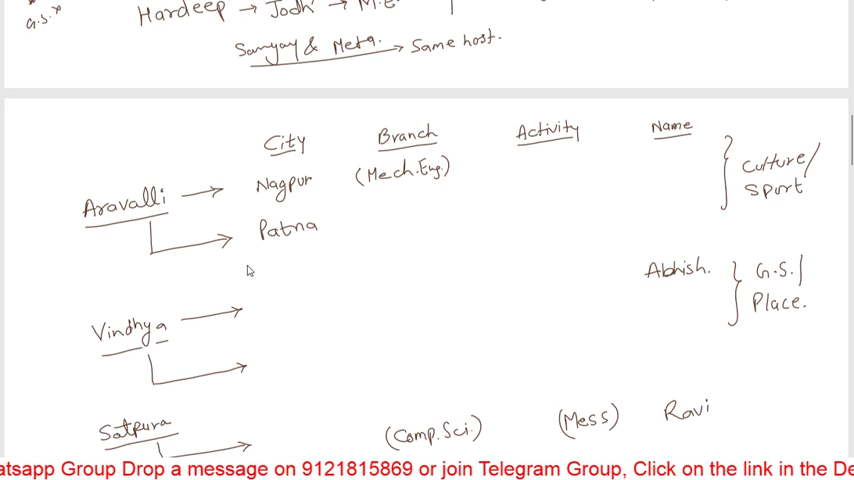 Hardeep → Jodh → M.E.
G.S.x
Sanjay & Meta. → Same host.
City Branch Activity Name
Aravalli → Nagpur (Mech.Eng.) } Culture/
Sport
→ Patna
Abhish. } G.S./
Place.
Vindhya →
→
Satpura → (Comp.Sci.) (Mess) Ravi
atsapp Group Drop a message on 9121815869 or join Telegram Group, Click on the link in the De